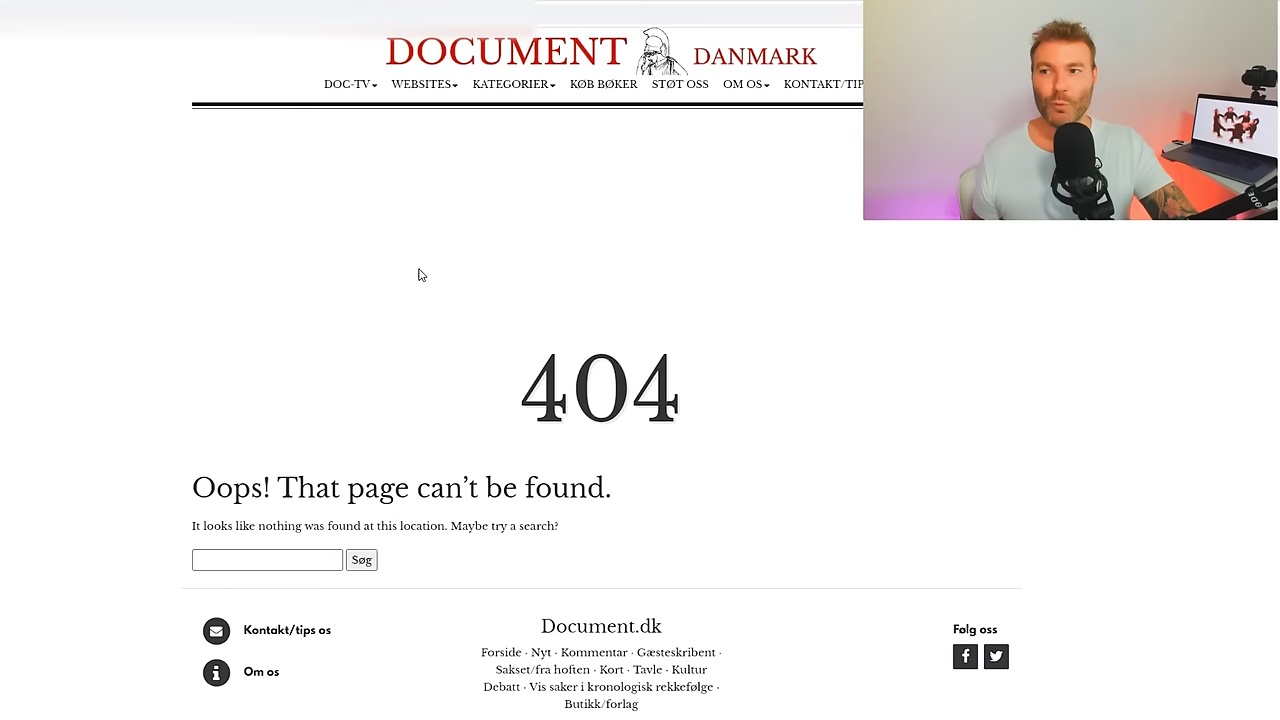 DOCUMENT DANMARK
DOC-TV WEBSITES KATEGORIER KØB BØKER STØT OSS OM OS KONTAKT/TIP
404
Oops! That page can't be found.
It looks like nothing was found at this location. Maybe try a search?
Søg
Kontakt/tips os
Om os
Document.dk
Forside · Nyt · Kommentar · Gæsteskribent ·
Sakset/fra hoften · Kort · Tavle · Kultur
Debatt · Vis saker i kronologisk rekkefølge ·
Butikk/forlag
Følg oss